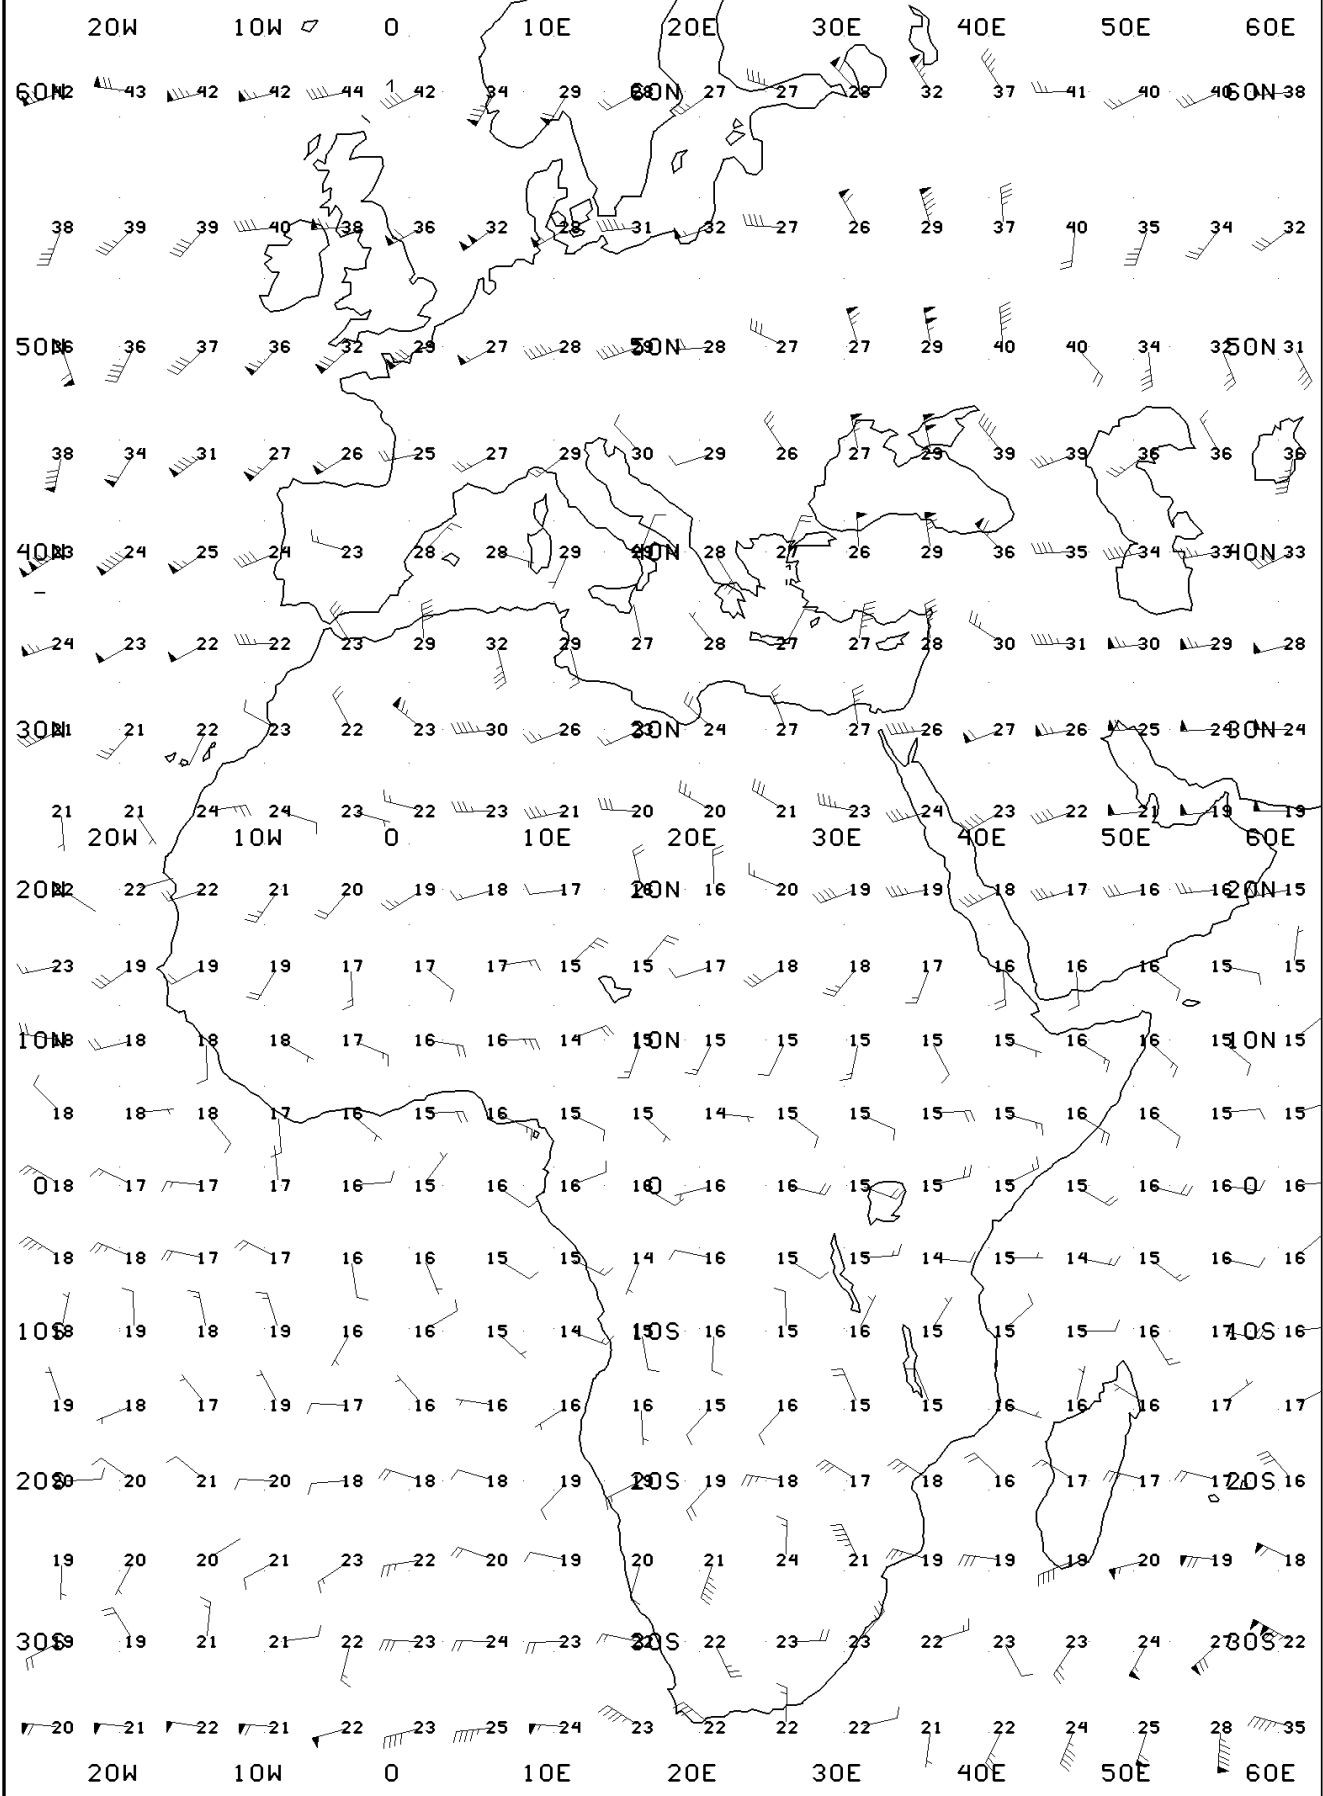 20W 10W 0 10E 20E 30E 40E 50E 60E
60N 43 42 42 44 42 34 29 60N 27 27 28 32 37 41 40 40 60N 38
38 39 39 40 38 36 32 28 31 32 27 26 29 37 40 35 34 32
50N 36 37 36 32 29 27 28 50N 28 27 27 29 40 40 34 32 50N 31
38 34 31 27 26 25 27 29 30 29 26 27 29 39 39 36 36 36
40N 24 25 24 23 28 28 29 40N 28 27 26 29 36 35 34 33 40N 33
24 23 22 22 23 29 32 29 27 28 27 27 28 30 31 30 29 28
30N 21 21 22 23 22 23 30 26 30N 24 27 27 26 27 26 25 24 30N 24
21 21 24 24 23 22 23 21 20 20 21 23 24 23 22 21 19 19
20W 10W 0 10E 20E 30E 40E 50E 60E
20N 22 22 21 20 19 18 17 20N 16 20 19 19 18 17 16 16 20N 15
23 19 19 19 17 17 17 15 15 17 18 18 17 16 16 16 15 15
10N 18 18 18 18 17 16 16 14 10N 15 15 15 15 15 16 16 15 10N 15
18 18 18 17 16 15 16 15 15 14 15 15 15 15 16 16 15 15
0 18 17 17 17 16 15 16 16 0 16 16 15 15 15 15 16 16 0 16
18 18 17 17 16 16 15 15 14 16 15 15 14 15 14 15 16 16
10S 18 19 18 19 16 16 15 14 10S 16 15 16 15 15 15 16 17 10S 16
19 18 17 19 17 16 16 16 16 15 16 15 15 16 16 16 17 17
20S 20 21 20 18 18 18 19 20S 19 18 17 18 16 17 17 17 20S 16
19 20 20 21 23 22 20 19 20 21 24 21 19 19 19 20 19 18
30S 19 19 21 21 22 23 24 23 30S 22 23 23 22 23 23 24 27 30S 22
20 21 22 21 22 23 25 24 23 22 22 22 21 22 24 25 28 35
20W 10W 0 10E 20E 30E 40E 50E 60E